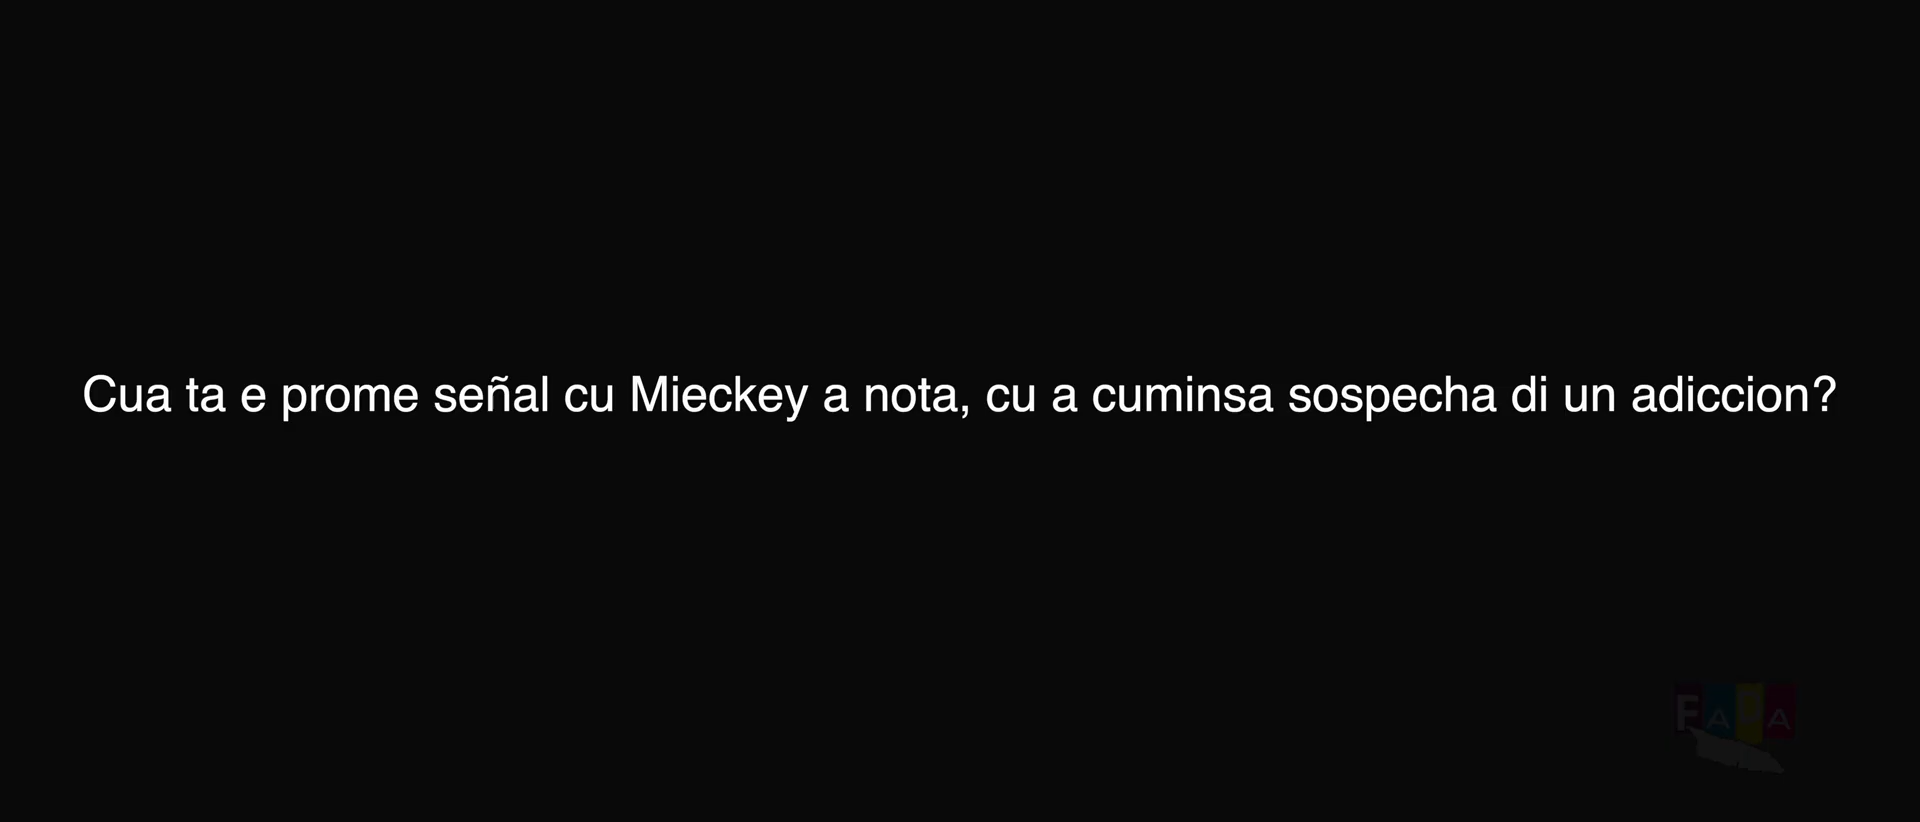 Cua ta e prome señal cu Mieckey a nota, cu a cuminsa sospecha di un adiccion?